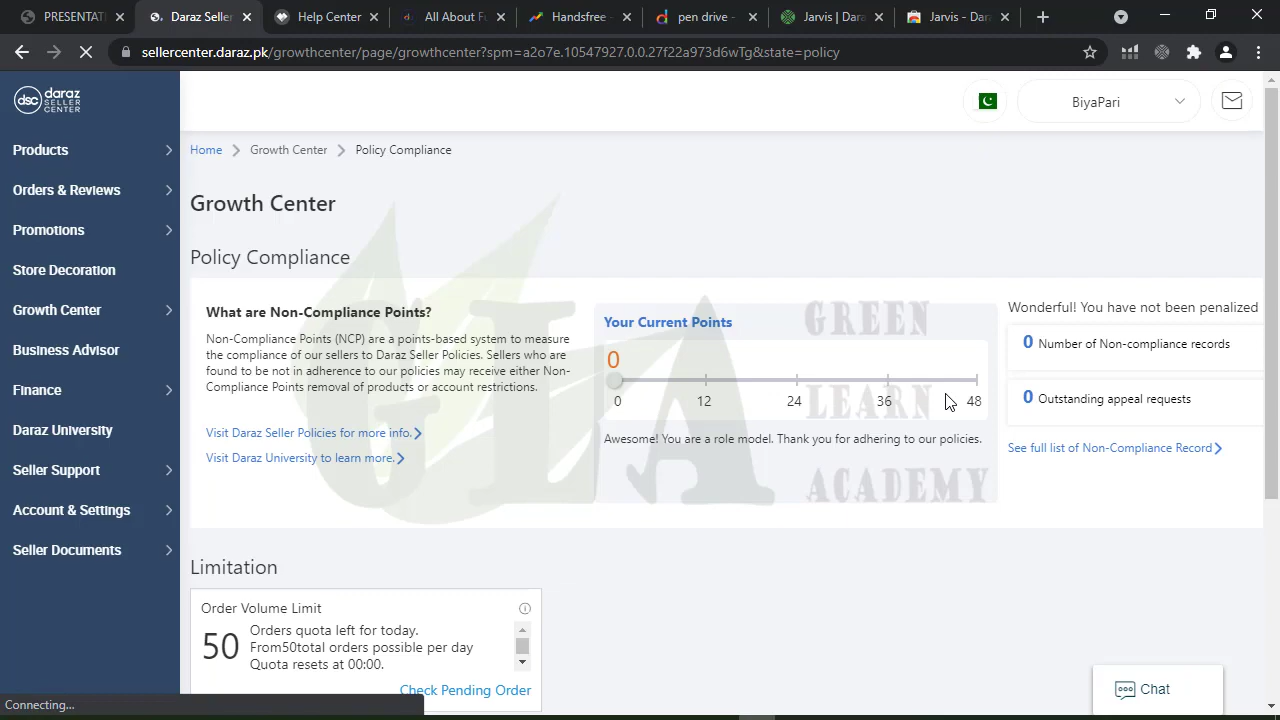 PRESENTAT
Daraz Seller
Help Center
All About Fu
Handsfree -
pen drive -
Jarvis | Dara
Jarvis - Dara
sellercenter.daraz.pk/growthcenter/page/growthcenter?spm=a2o7e.10547927.0.0.27f22a973d6wTg&state=policy
dsc daraz
SELLER
CENTER
BiyaPari
Products
Orders & Reviews
Promotions
Store Decoration
Growth Center
Business Advisor
Finance
Daraz University
Seller Support
Account & Settings
Seller Documents
Home > Growth Center > Policy Compliance
Growth Center
Policy Compliance
What are Non-Compliance Points?
Non-Compliance Points (NCP) are a points-based system to measure
the compliance of our sellers to Daraz Seller Policies. Sellers who are
found to be not in adherence to our policies may receive either Non-
Compliance Points removal of products or account restrictions.
Visit Daraz Seller Policies for more info.
Visit Daraz University to learn more.
Your Current Points
0
0 12 24 36 48
Awesome! You are a role model. Thank you for adhering to our policies.
Wonderful! You have not been penalized
0 Number of Non-compliance records
0 Outstanding appeal requests
See full list of Non-Compliance Record
GLA
GREEN
LEARN
ACADEMY
Limitation
Order Volume Limit
50
Orders quota left for today.
From50total orders possible per day
Quota resets at 00:00.
Check Pending Order
Chat
Connecting...